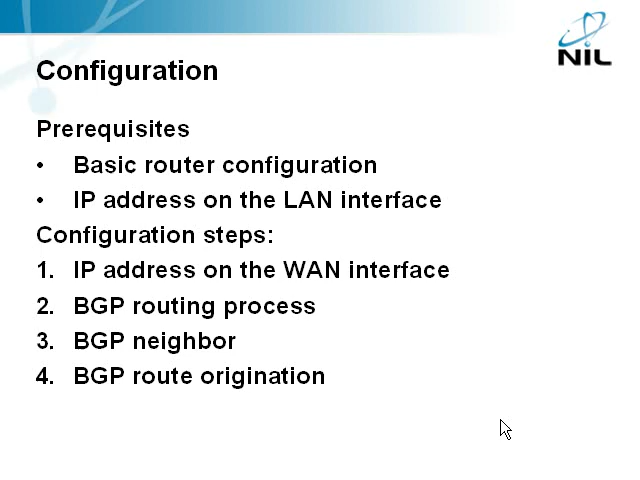 NIL
Configuration
Prerequisites
• Basic router configuration
• IP address on the LAN interface
Configuration steps:
1. IP address on the WAN interface
2. BGP routing process
3. BGP neighbor
4. BGP route origination